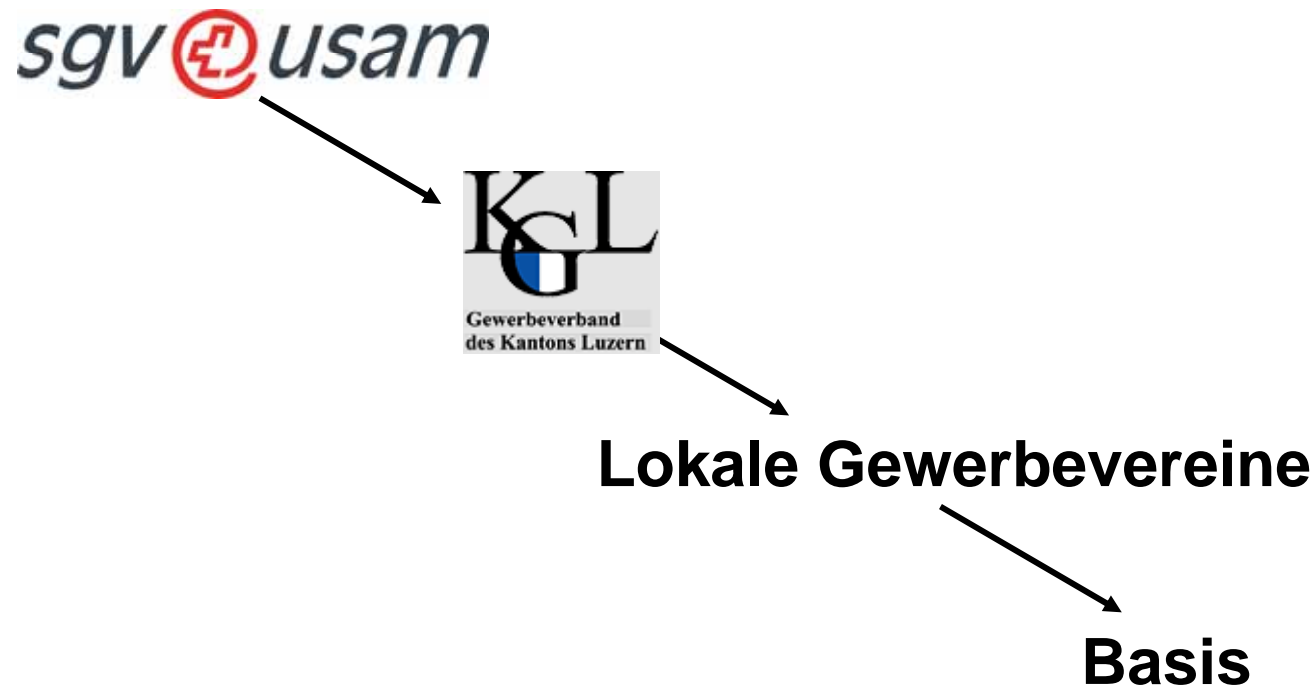 sgv usam
KGL
Gewerbeverband
des Kantons Luzern
Lokale Gewerbevereine
Basis